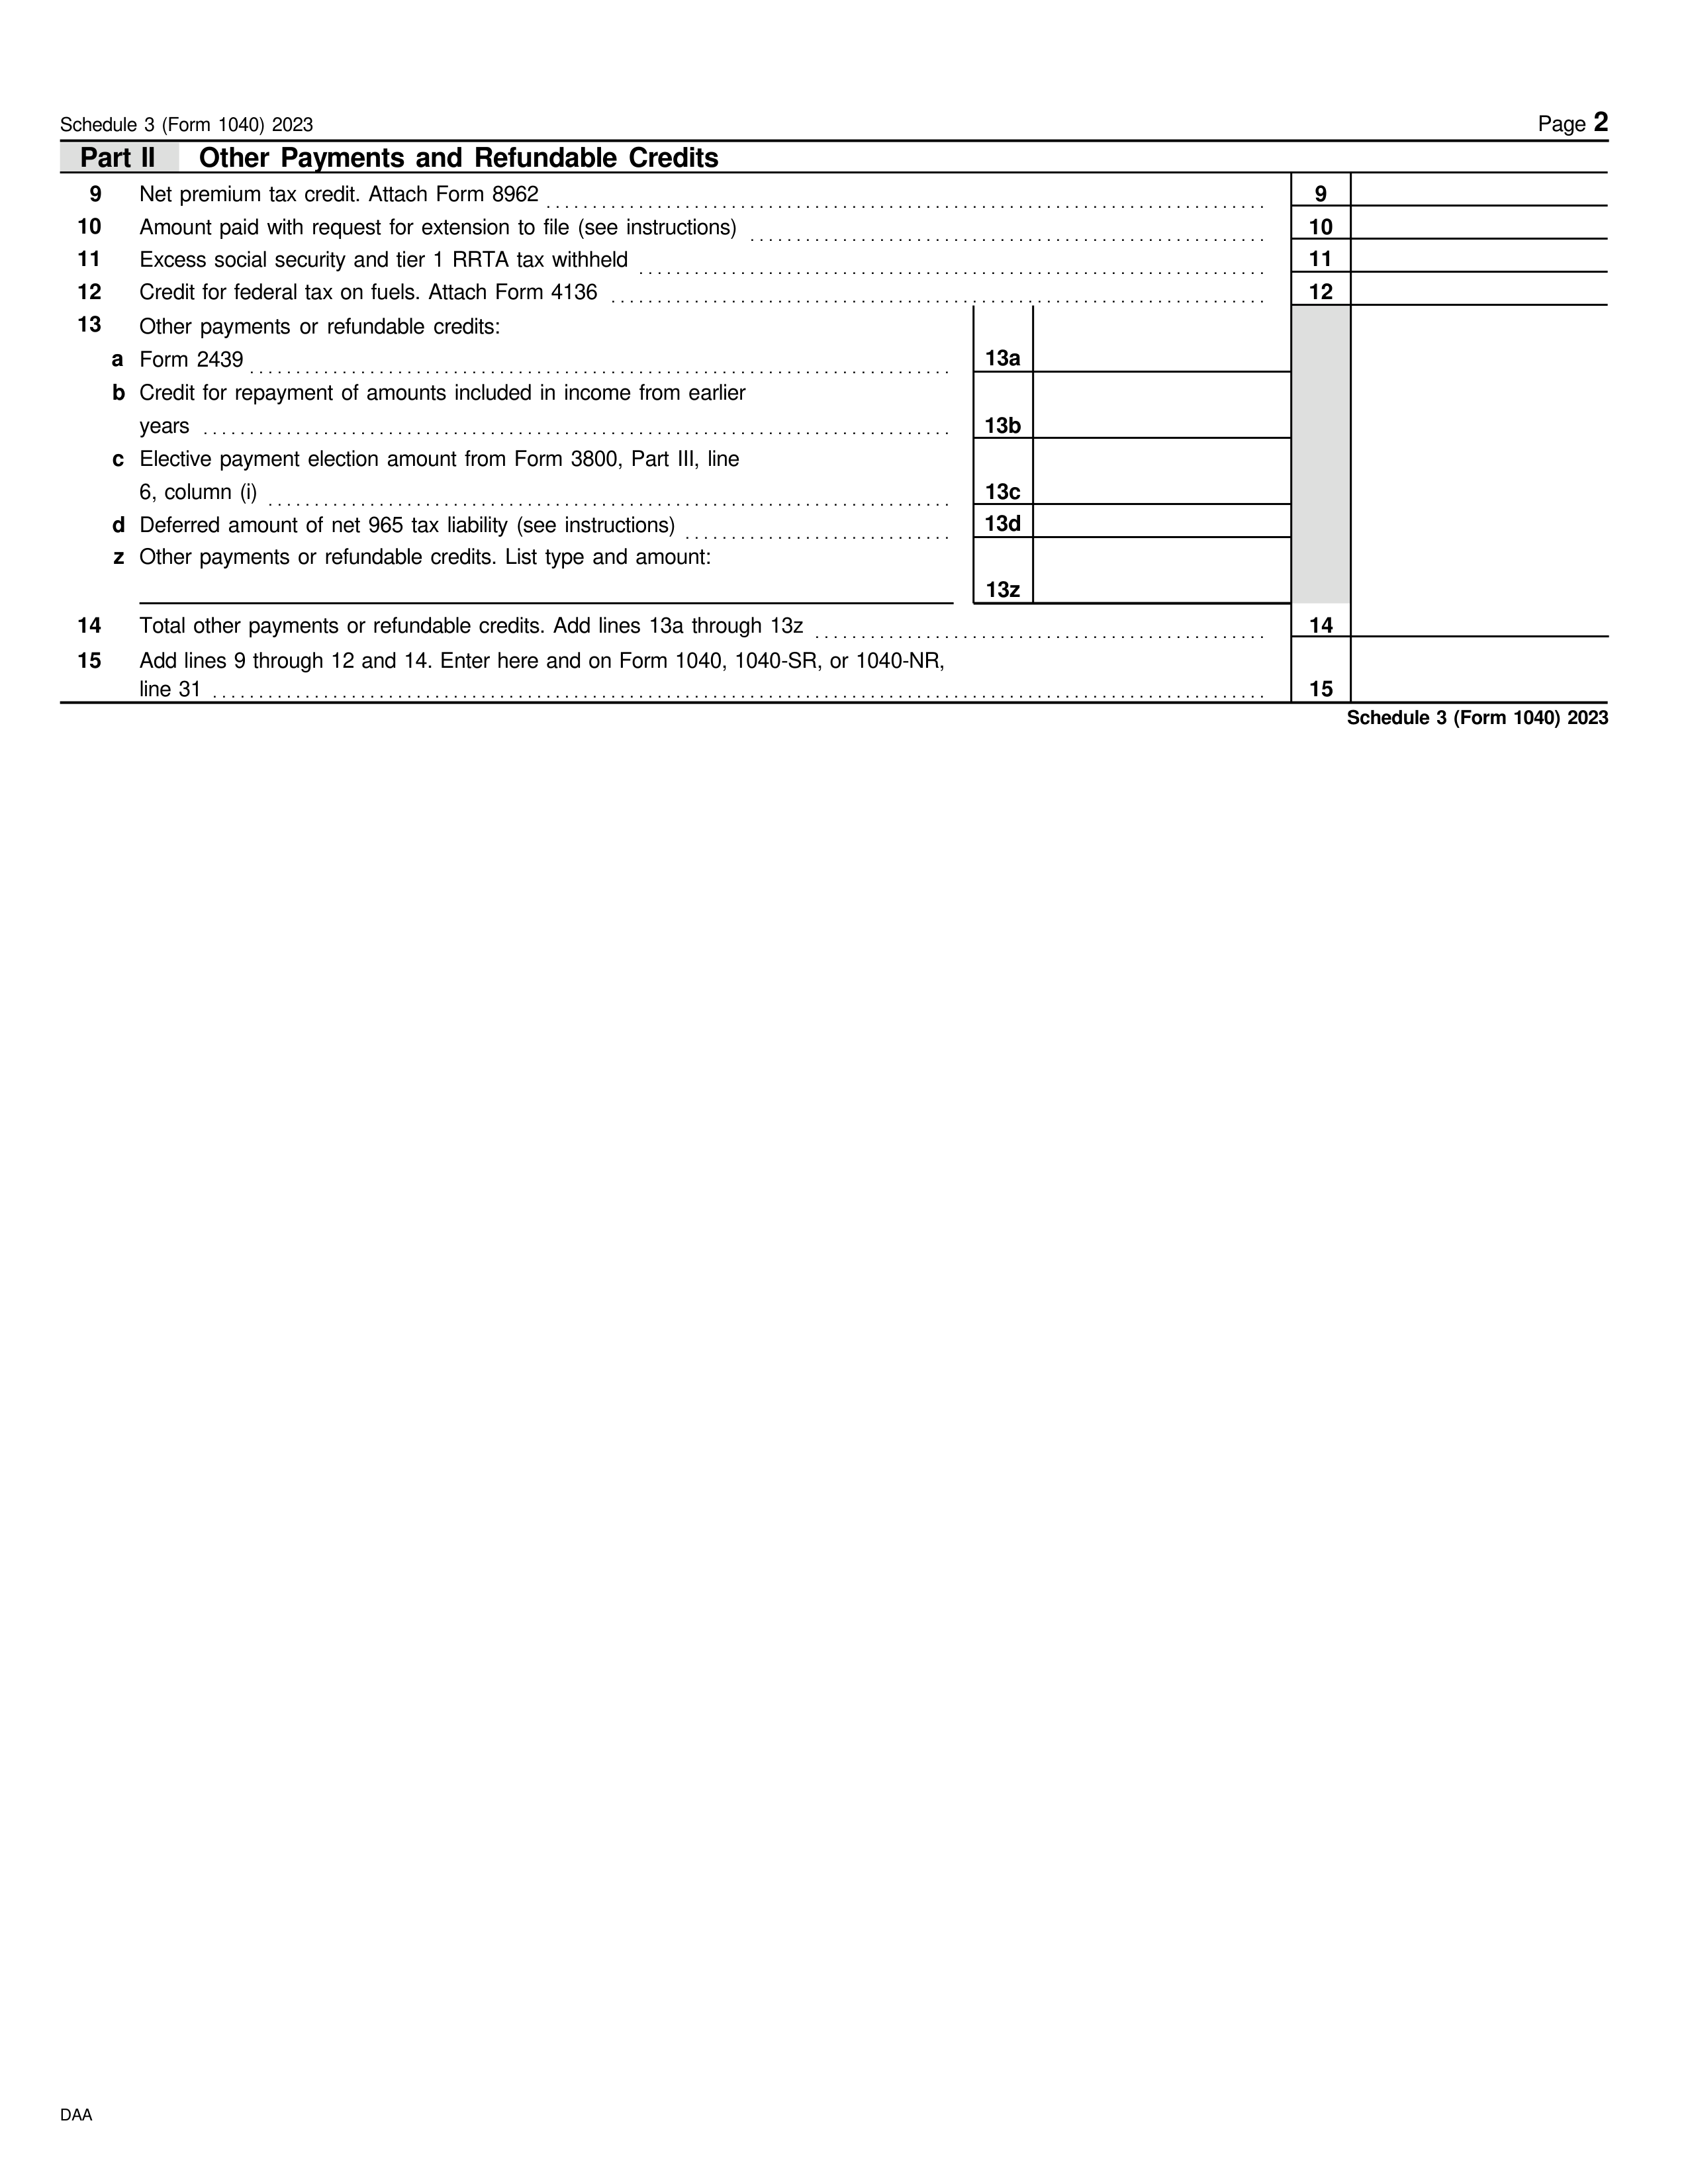 Schedule 3 (Form 1040) 2023 Page 2
Part II Other Payments and Refundable Credits
9 Net premium tax credit. Attach Form 8962 9
10 Amount paid with request for extension to file (see instructions) 10
11 Excess social security and tier 1 RRTA tax withheld 11
12 Credit for federal tax on fuels. Attach Form 4136 12
13 Other payments or refundable credits:
a Form 2439 13a
b Credit for repayment of amounts included in income from earlier
years 13b
c Elective payment election amount from Form 3800, Part III, line
6, column (i) 13c
d Deferred amount of net 965 tax liability (see instructions) 13d
z Other payments or refundable credits. List type and amount:
13z
14 Total other payments or refundable credits. Add lines 13a through 13z 14
15 Add lines 9 through 12 and 14. Enter here and on Form 1040, 1040-SR, or 1040-NR,
line 31 15
Schedule 3 (Form 1040) 2023
DAA